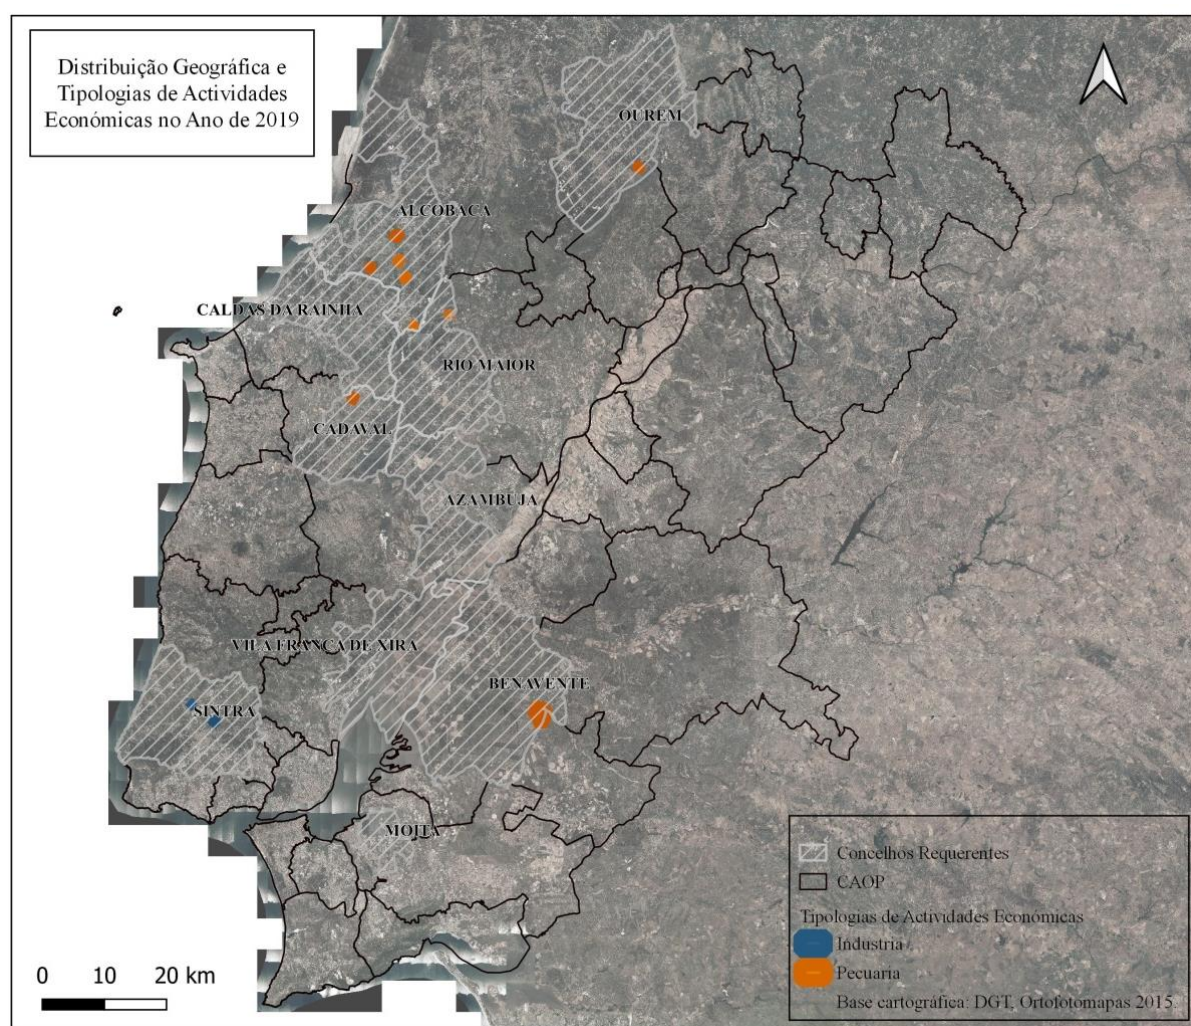 Distribuição Geográfica e
Tipologias de Actividades
Económicas no Ano de 2019
OUREM
ALCOBACA
CALDAS DA RAINHA
RIO MAIOR
CADAVAL
AZAMBUJA
VILA FRANCA DE XIRA
BENAVENTE
SINTRA
MOITA
Concelhos Requerentes
CAOP
Tipologias de Actividades Económicas
Industria
Pecuaria
Base cartográfica: DGT, Ortofotomapas 2015.
0 10 20 km